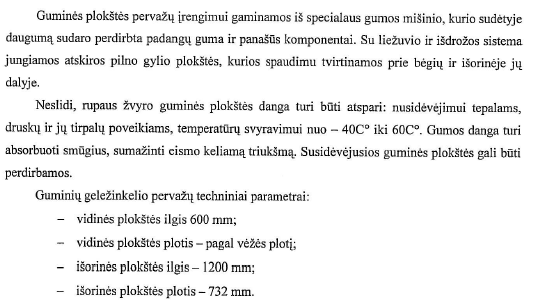 Guminės plokštės pervažų įrengimui gaminamos iš specialaus gumos mišinio, kurio sudėtyje
daugumą sudaro perdirbta padangų guma ir panašūs komponentai. Su liežuvio ir išdrožos sistema
jungiamos atskiros pilno gylio plokštės, kurios spaudimu tvirtinamos prie bėgių ir išorinėje jų
dalyje.
Neslidi, rupaus žvyro guminės plokštės danga turi būti atspari: nusidėvėjimui tepalams,
druskų ir jų tirpalų poveikiams, temperatūrų svyravimui nuo – 40C° iki 60C°. Gumos danga turi
absorbuoti smūgius, sumažinti eismo keliamą triukšmą. Susidėvėjusios guminės plokštės gali būti
perdirbamos.
Guminių geležinkelio pervažų techniniai parametrai:
– vidinės plokštės ilgis 600 mm;
– vidinės plokštės plotis – pagal vėžės plotį;
– išorinės plokštės ilgis – 1200 mm;
– išorinės plokštės plotis – 732 mm.